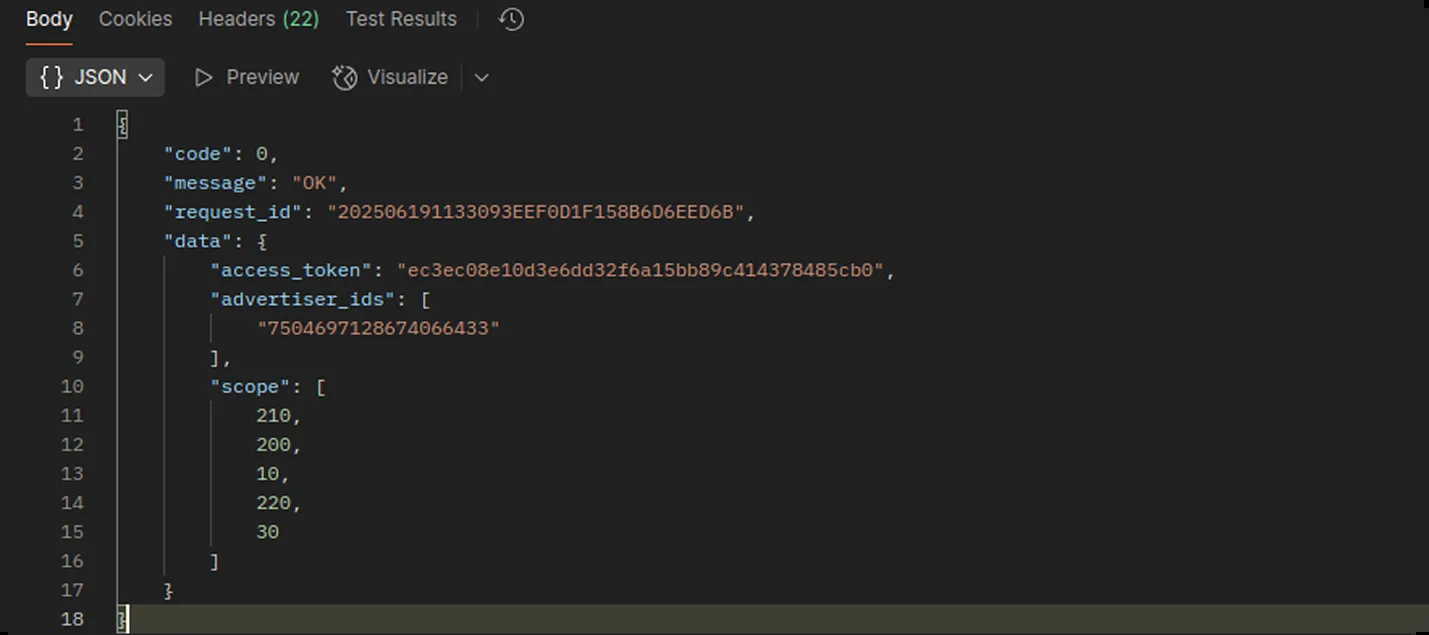 Body Cookies Headers (22) Test Results
{} JSON Preview Visualize
1 {
2 "code": 0,
3 "message": "OK",
4 "request_id": "202506191133093EEF0D1F158B6D6EED6B",
5 "data": {
6 "access_token": "ec3ec08e10d3e6dd32f6a15bb89c414378485cb0",
7 "advertiser_ids": [
8 "7504697128674066433"
9 ],
10 "scope": [
11 210,
12 200,
13 10,
14 220,
15 30
16 ]
17 }
18 }